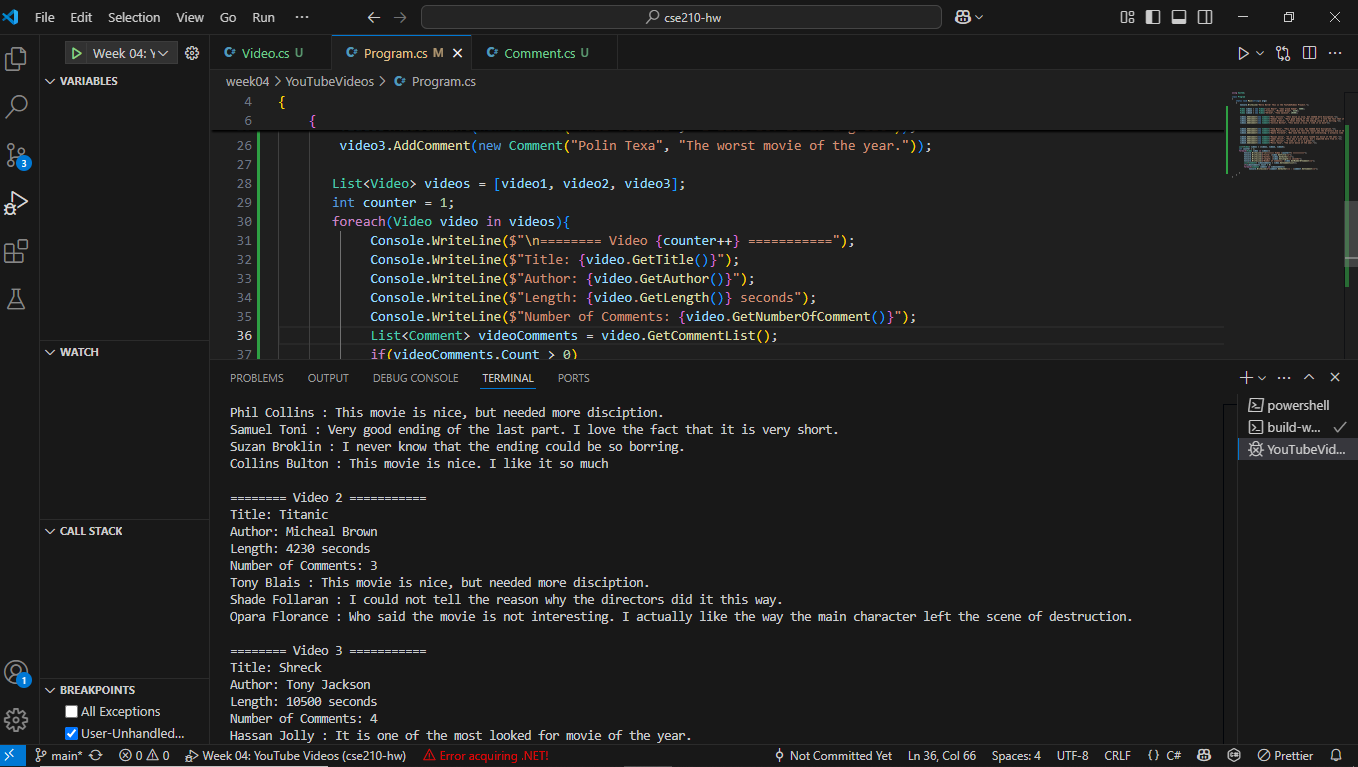 File Edit Selection View Go Run ··· cse210-hw
Week 04: Y
Video.cs U Program.cs M Comment.cs U
week04 > YouTubeVideos > Program.cs
VARIABLES
4 {
6 {
26 video3.AddComment(new Comment("Polin Texa", "The worst movie of the year."));
27
28 List<Video> videos = [video1, video2, video3];
29 int counter = 1;
30 foreach(Video video in videos){
31 Console.WriteLine($"\n======== Video {counter++} ===========");
32 Console.WriteLine($"Title: {video.GetTitle()}");
33 Console.WriteLine($"Author: {video.GetAuthor()}");
34 Console.WriteLine($"Length: {video.GetLength()} seconds");
35 Console.WriteLine($"Number of Comments: {video.GetNumberOfComment()}");
36 List<Comment> videoComments = video.GetCommentList();
37 if(videoComments.Count > 0)
3
WATCH
CALL STACK
BREAKPOINTS
All Exceptions
User-Unhandled...
1
PROBLEMS OUTPUT DEBUG CONSOLE TERMINAL PORTS
Phil Collins : This movie is nice, but needed more disciption.
Samuel Toni : Very good ending of the last part. I love the fact that it is very short.
Suzan Broklin : I never know that the ending could be so borring.
Collins Bulton : This movie is nice. I like it so much
======== Video 2 ===========
Title: Titanic
Author: Micheal Brown
Length: 4230 seconds
Number of Comments: 3
Tony Blais : This movie is nice, but needed more disciption.
Shade Follaran : I could not tell the reason why the directors did it this way.
Opara Florance : Who said the movie is not interesting. I actually like the way the main character left the scene of destruction.
======== Video 3 ===========
Title: Shreck
Author: Tony Jackson
Length: 10500 seconds
Number of Comments: 4
Hassan Jolly : It is one of the most looked for movie of the year.
powershell
build-w...
YouTubeVid...
main* 0 0 Week 04: YouTube Videos (cse210-hw) Error acquiring .NET! Not Committed Yet Ln 36, Col 66 Spaces: 4 UTF-8 CRLF {} C# Prettier